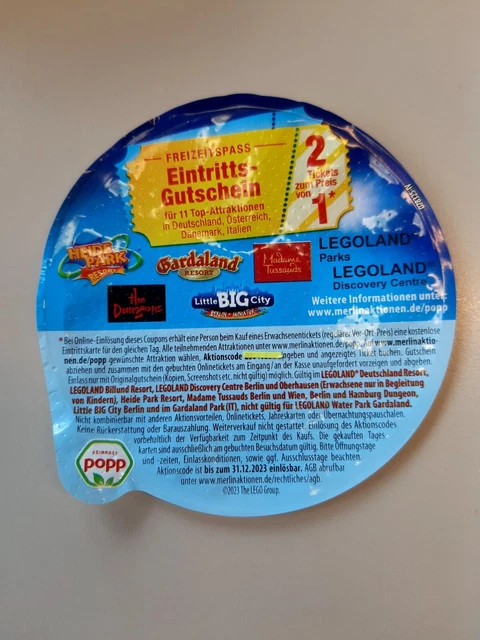 FREIZEITSPASS
Eintritts-
Gutschein
für 11 Top-Attraktionen
in Deutschland, Österreich,
Dänemark, Italien
2
Tickets
zum Preis
von 1*
HEIDE PARK
RESORT
Gardaland
RESORT
Madame
Tussauds
LEGOLAND®
Parks
LEGOLAND®
Discovery Centre
the
Dungeons
Little BIG City
BERLIN
Weitere Informationen unter:
www.merlinaktionen.de/popp
* Bei Online-Einlösung dieses Coupons erhält eine Person beim Kauf eines Erwachsenentickets (regulärer Vor-Ort-Preis) eine kostenlose
Eintrittskarte für den gleichen Tag. Alle teilnehmenden Attraktionen unter www.merlinaktionen.de/popp. Auf www.merlinaktio-
nen.de/popp gewünschte Attraktion wählen, Aktionscode eingeben und angezeigtes Ticket buchen. Gutschein
abziehen und zusammen mit den gebuchten Onlinetickets am Eingang / an der Kasse unaufgefordert vorzeigen und abgeben.
Einlass nur mit Originalgutschein (Kopien, Screenshots etc. nicht gültig) möglich. Gültig im LEGOLAND® Deutschland Resort,
LEGOLAND Billund Resort, LEGOLAND Discovery Centre Berlin und Oberhausen (Erwachsene nur in Begleitung
von Kindern), Heide Park Resort, Madame Tussauds Berlin und Wien, Berlin und Hamburg Dungeon,
Little BIG City Berlin und im Gardaland Park (IT), nicht gültig für LEGOLAND Water Park Gardaland.
Nicht kombinierbar mit anderen Aktionsvorteilen, Onlinetickets, Jahreskarten oder Übernachtungspauschalen.
Keine Rückerstattung oder Barauszahlung. Weiterverkauf nicht gestattet. Einlösung des Aktionscodes
vorbehaltlich der Verfügbarkeit zum Zeitpunkt des Kaufs. Die gekauften Tages-
karten sind ausschließlich am gebuchten Besuchsdatum gültig. Bitte Öffnungstage
und -zeiten, Einlasskonditionen, sowie ggf. Ausschlusstage beachten.
Aktionscode ist bis zum 31.12.2023 einlösbar. AGB abrufbar
unter www.merlinaktionen.de/rechtliches/agb.
©2023 The LEGO Group.
FEINKOST
popp